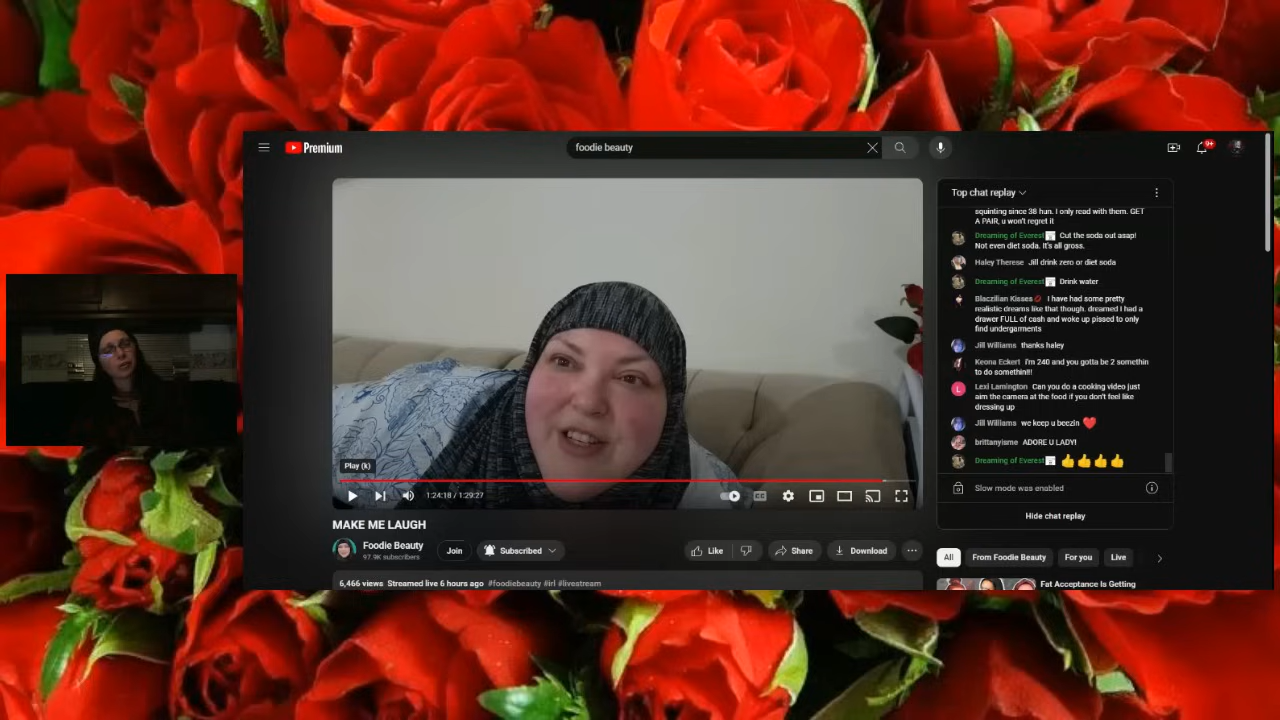 Premium
foodie beauty
9+
Top chat replay
squinting since 38 hun. I only read with them. GET
A PAIR, u won't regret it
Dreaming of Everest Cut the soda out asap!
Not even diet soda. It's all gross.
Haley Therese Jill drink zero or diet soda
Dreaming of Everest Drink water
Blaczilian Kisses I have had some pretty
realistic dreams like that though. dreamed I had a
drawer FULL of cash and woke up pissed to only
find undergarments
Jill Williams thanks haley
Keona Eckert i'm 240 and you gotta be 2 somethin
to do somethin!!!
L
Lexi Lamington Can you do a cooking video just
aim the camera at the food if you don't feel like
dressing up
Jill Williams we keep u beezin ❤️
brittanyisme ADORE U LADY!
Dreaming of Everest 👍👍👍👍
Slow mode was enabled
Hide chat replay
Play (k)
1:24:18 / 1:29:27
CC
MAKE ME LAUGH
Foodie Beauty
97.9K subscribers
Join
Subscribed
Like
Share
Download
6,466 views Streamed live 6 hours ago #foodiebeauty #irl #livestream
All
From Foodie Beauty
For you
Live
Fat Acceptance Is Getting